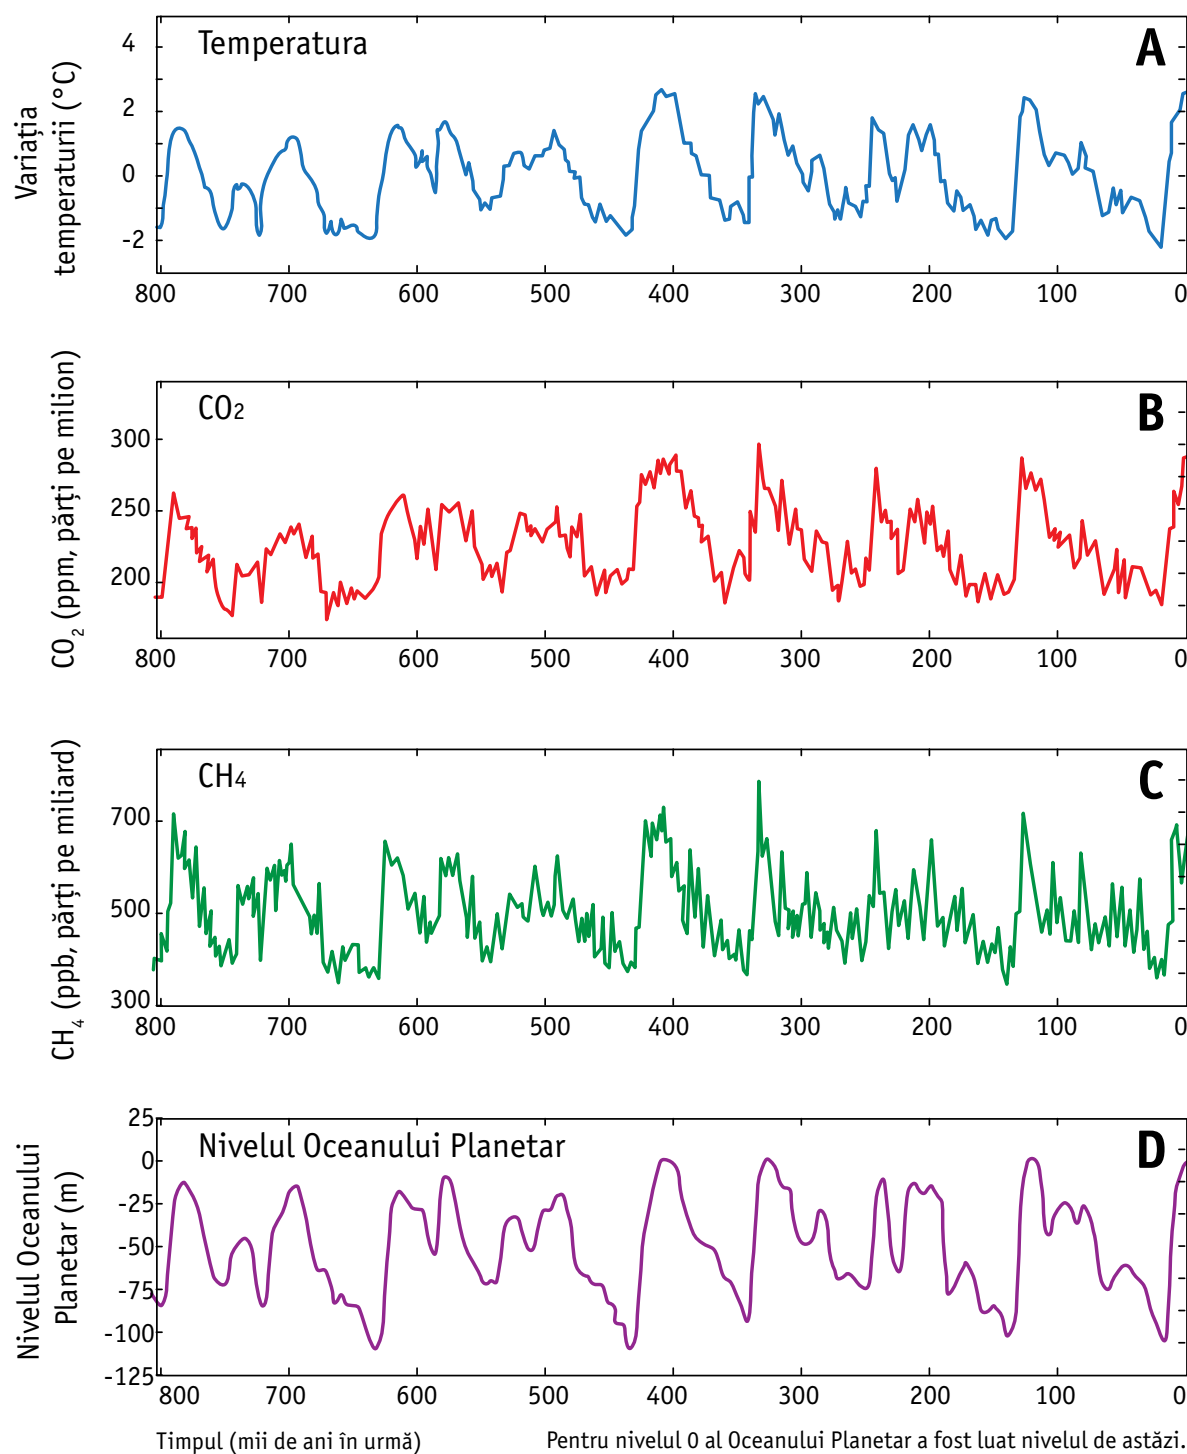 Temperatura
A
Variația
temperaturii (°C)
4
2
0
-2
800 700 600 500 400 300 200 100 0
CO2
B
CO₂ (ppm, părți pe milion)
300
250
200
800 700 600 500 400 300 200 100 0
CH4
C
CH₄ (ppb, părți pe miliard)
700
500
300
800 700 600 500 400 300 200 100 0
Nivelul Oceanului Planetar
D
Nivelul Oceanului
Planetar (m)
25
0
-25
-50
-75
-100
-125
800 700 600 500 400 300 200 100 0
Timpul (mii de ani în urmă)
Pentru nivelul 0 al Oceanului Planetar a fost luat nivelul de astăzi.